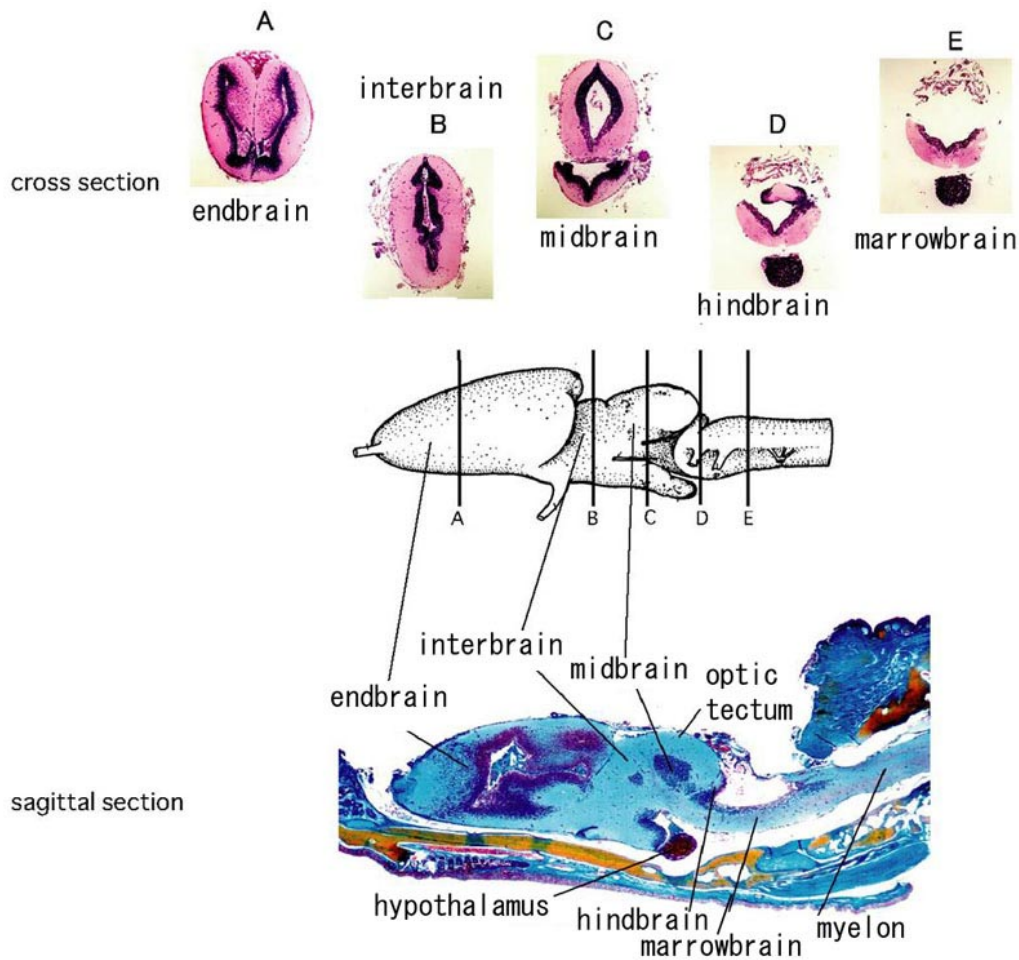 A
C
E
interbrain
B
D
cross section
endbrain
midbrain
marrowbrain
hindbrain
A
B
C
D
E
interbrain
midbrain
optic
tectum
endbrain
sagittal section
hypothalamus
hindbrain
marrowbrain
myelon